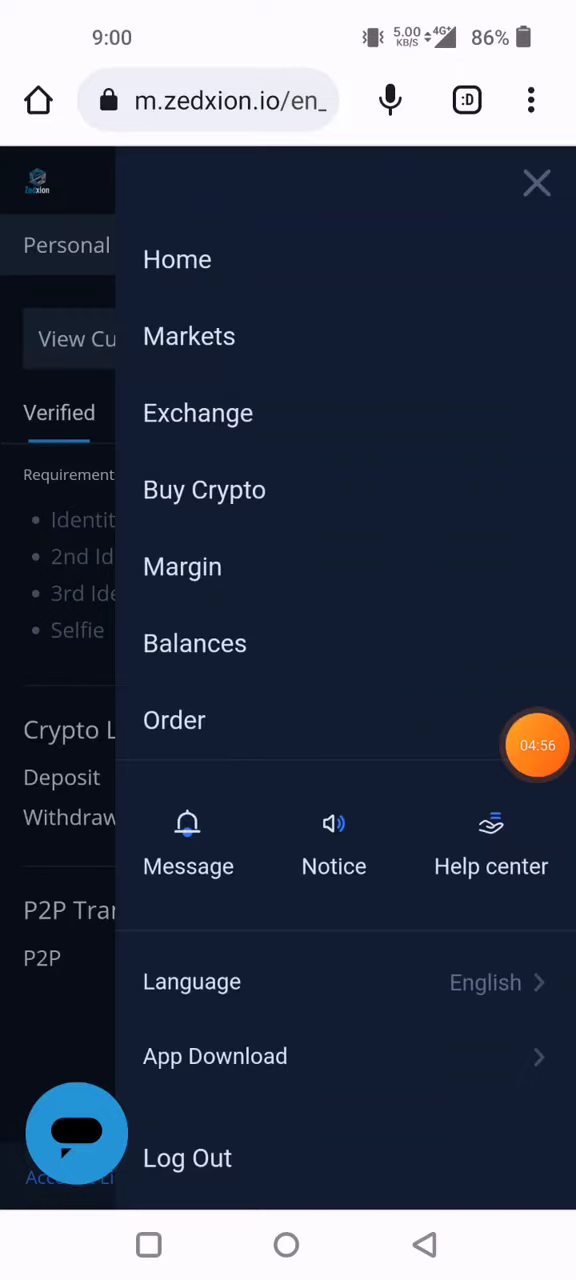 9:00
5.00 KB/S 4G+ 86%
m.zedxion.io/en_
:D
Zedxion
Personal
Home
View Cu
Markets
Verified
Exchange
Requirement
Buy Crypto
Identit
2nd Id
Margin
3rd Ide
Selfie
Balances
Crypto L
Order
04:56
Deposit
Withdraw
Message Notice Help center
P2P Trar
P2P
Language English
App Download
Log Out